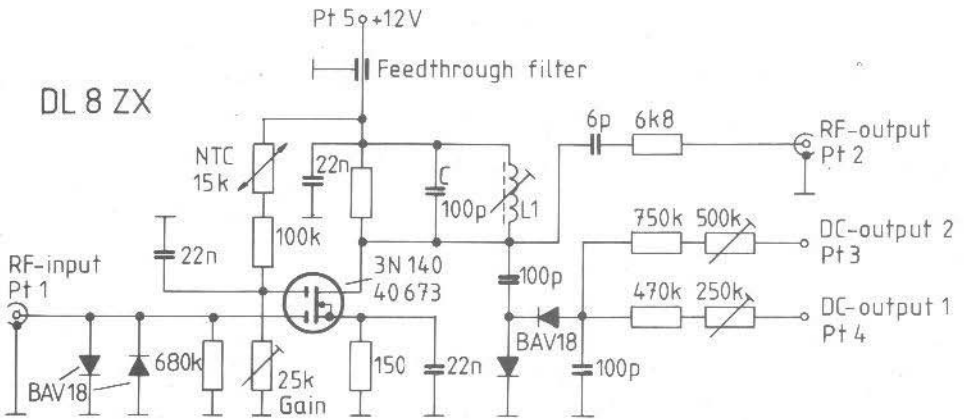 Pt 5 +12V
Feedthrough filter
DL 8 ZX
6p
6k8
RF-output
Pt 2
NTC
15k
22n
C
100p
L1
100k
750k
500k
DC-output 2
Pt 3
22n
RF-input
Pt 1
3N 140
40 673
100p
470k
250k
DC-output 1
Pt 4
BAV18
680k
BAV18
25k
Gain
150
22n
100p